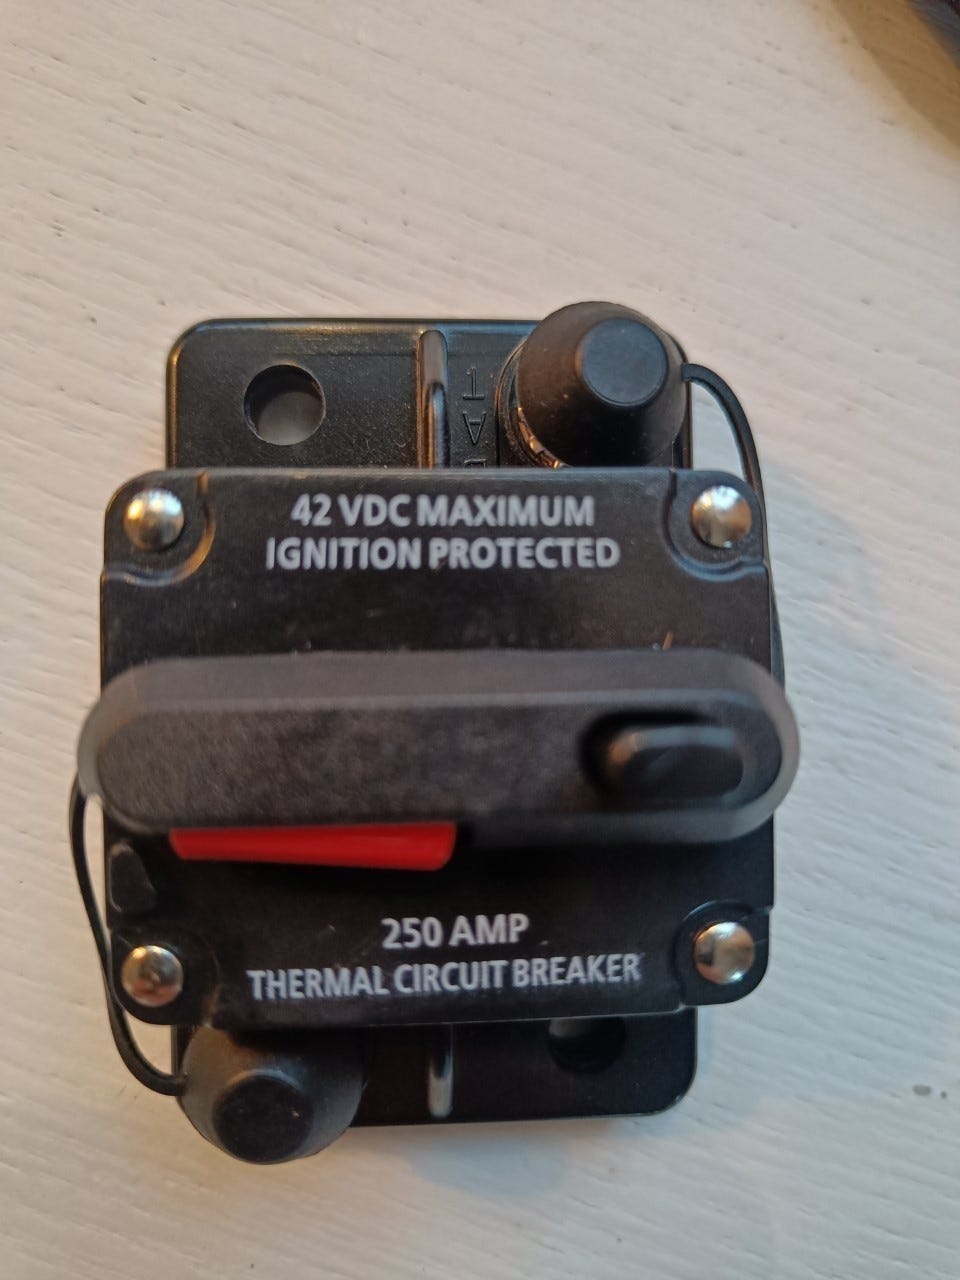 42 VDC MAXIMUM
IGNITION PROTECTED
250 AMP
THERMAL CIRCUIT BREAKER